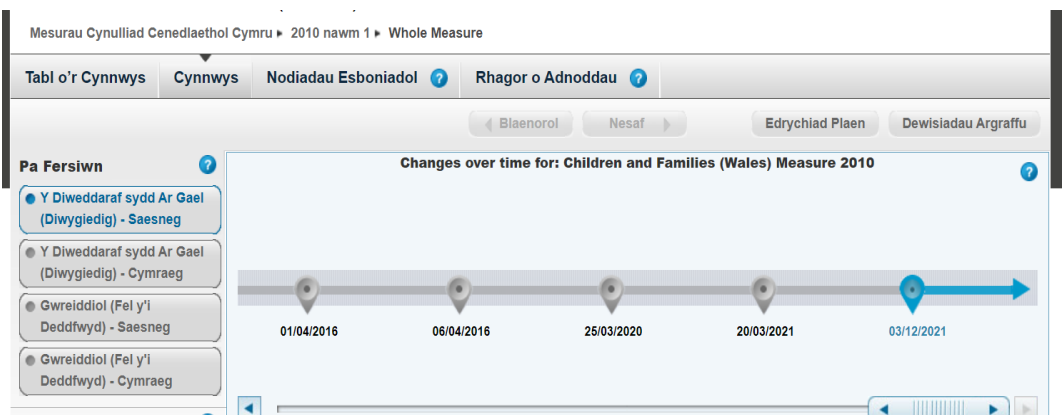 Mesurau Cynulliad Cenedlaethol Cymru 2010 nawm 1 Whole Measure
Tabl o'r Cynnwys Cynnwys Nodiadau Esboniadol ? Rhagor o Adnoddau ?
Blaenorol Nesaf Edrychiad Plaen Dewisiadau Argraffu
Pa Fersiwn ?
Y Diweddaraf sydd Ar Gael
(Diwygiedig) - Saesneg
Y Diweddaraf sydd Ar Gael
(Diwygiedig) - Cymraeg
Gwreiddiol (Fel y'i
Deddfwyd) - Saesneg
Gwreiddiol (Fel y'i
Deddfwyd) - Cymraeg
Changes over time for: Children and Families (Wales) Measure 2010 ?
01/04/2016 06/04/2016 25/03/2020 20/03/2021 03/12/2021